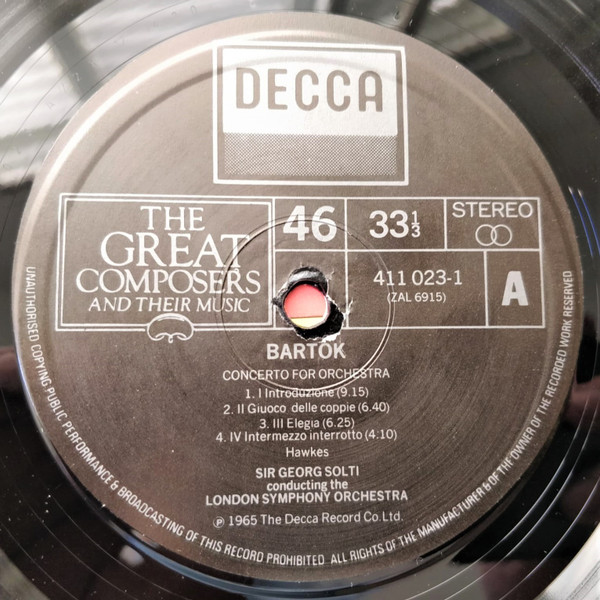 DECCA
THE
GREAT
COMPOSERS
AND THEIR MUSIC
46
33 1/3
STEREO
411 023-1
(ZAL 6915)
A
BARTÓK
CONCERTO FOR ORCHESTRA
1. I Introduzione (9.15)
2. II Giuoco delle coppie (6.40)
3. III Elegia (6.25)
4. IV Intermezzo interrotto (4:10)
Hawkes
SIR GEORG SOLTI
conducting the
LONDON SYMPHONY ORCHESTRA
Ⓟ 1965 The Decca Record Co. Ltd.
UNAUTHORISED COPYING PUBLIC PERFORMANCE & BROADCASTING OF THIS RECORD PROHIBITED. ALL RIGHTS OF THE MANUFACTURER & OF THE OWNER OF THE RECORDED WORK RESERVED